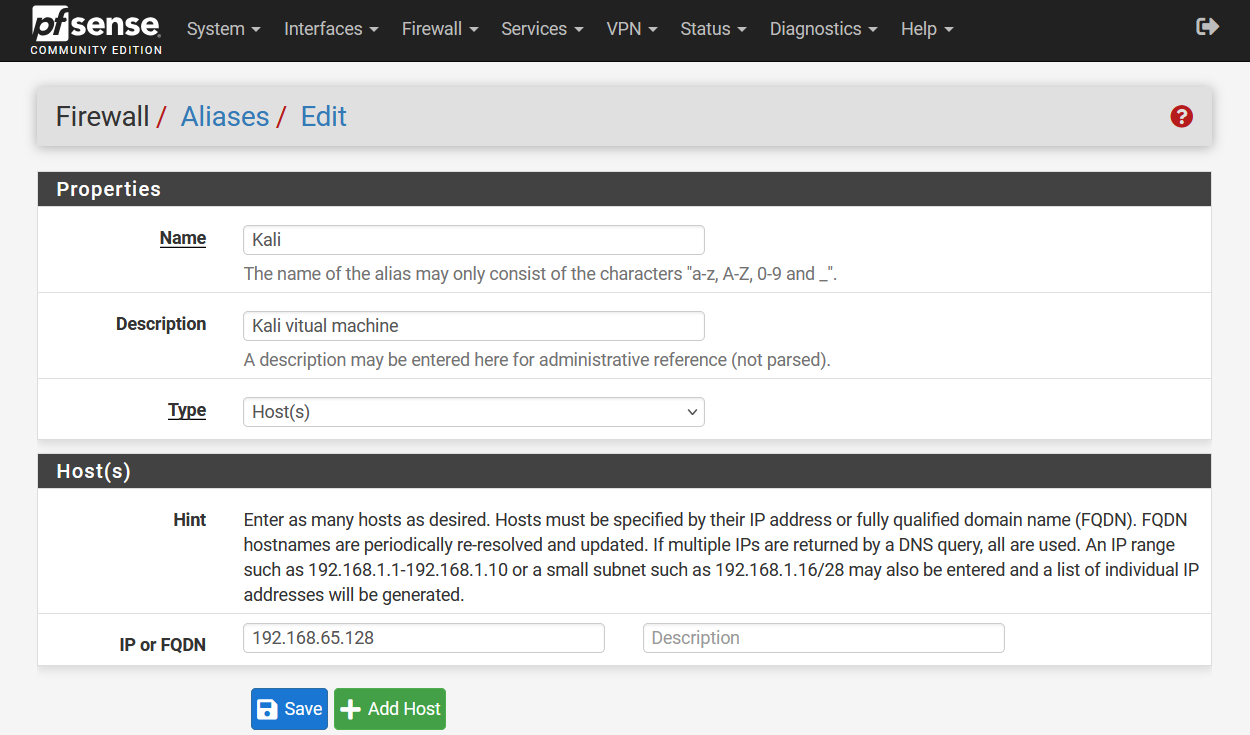 pfsense
COMMUNITY EDITION
System Interfaces Firewall Services VPN Status Diagnostics Help
Firewall / Aliases / Edit
?
Properties
Name
Kali
The name of the alias may only consist of the characters "a-z, A-Z, 0-9 and _".
Description
Kali vitual machine
A description may be entered here for administrative reference (not parsed).
Type
Host(s)
Host(s)
Hint
Enter as many hosts as desired. Hosts must be specified by their IP address or fully qualified domain name (FQDN). FQDN
hostnames are periodically re-resolved and updated. If multiple IPs are returned by a DNS query, all are used. An IP range
such as 192.168.1.1-192.168.1.10 or a small subnet such as 192.168.1.16/28 may also be entered and a list of individual IP
addresses will be generated.
IP or FQDN
192.168.65.128
Description
Save
Add Host